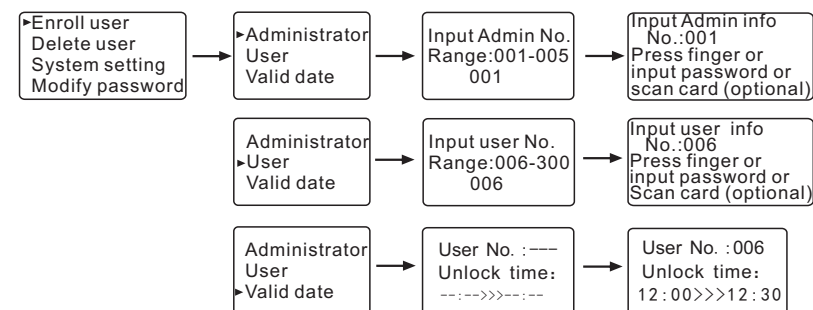 ►Enroll user
Delete user
System setting
Modify password
►Administrator
User
Valid date
Input Admin No.
Range:001-005
001
Input Admin info
No.:001
Press finger or
input password or
scan card (optional)
Administrator
►User
Valid date
Input user No.
Range:006-300
006
Input user info
No.:006
Press finger or
input password or
Scan card (optional)
Administrator
User
►Valid date
User No. :---
Unlock time:
--:-->>>--:--
User No. :006
Unlock time:
12:00>>>12:30